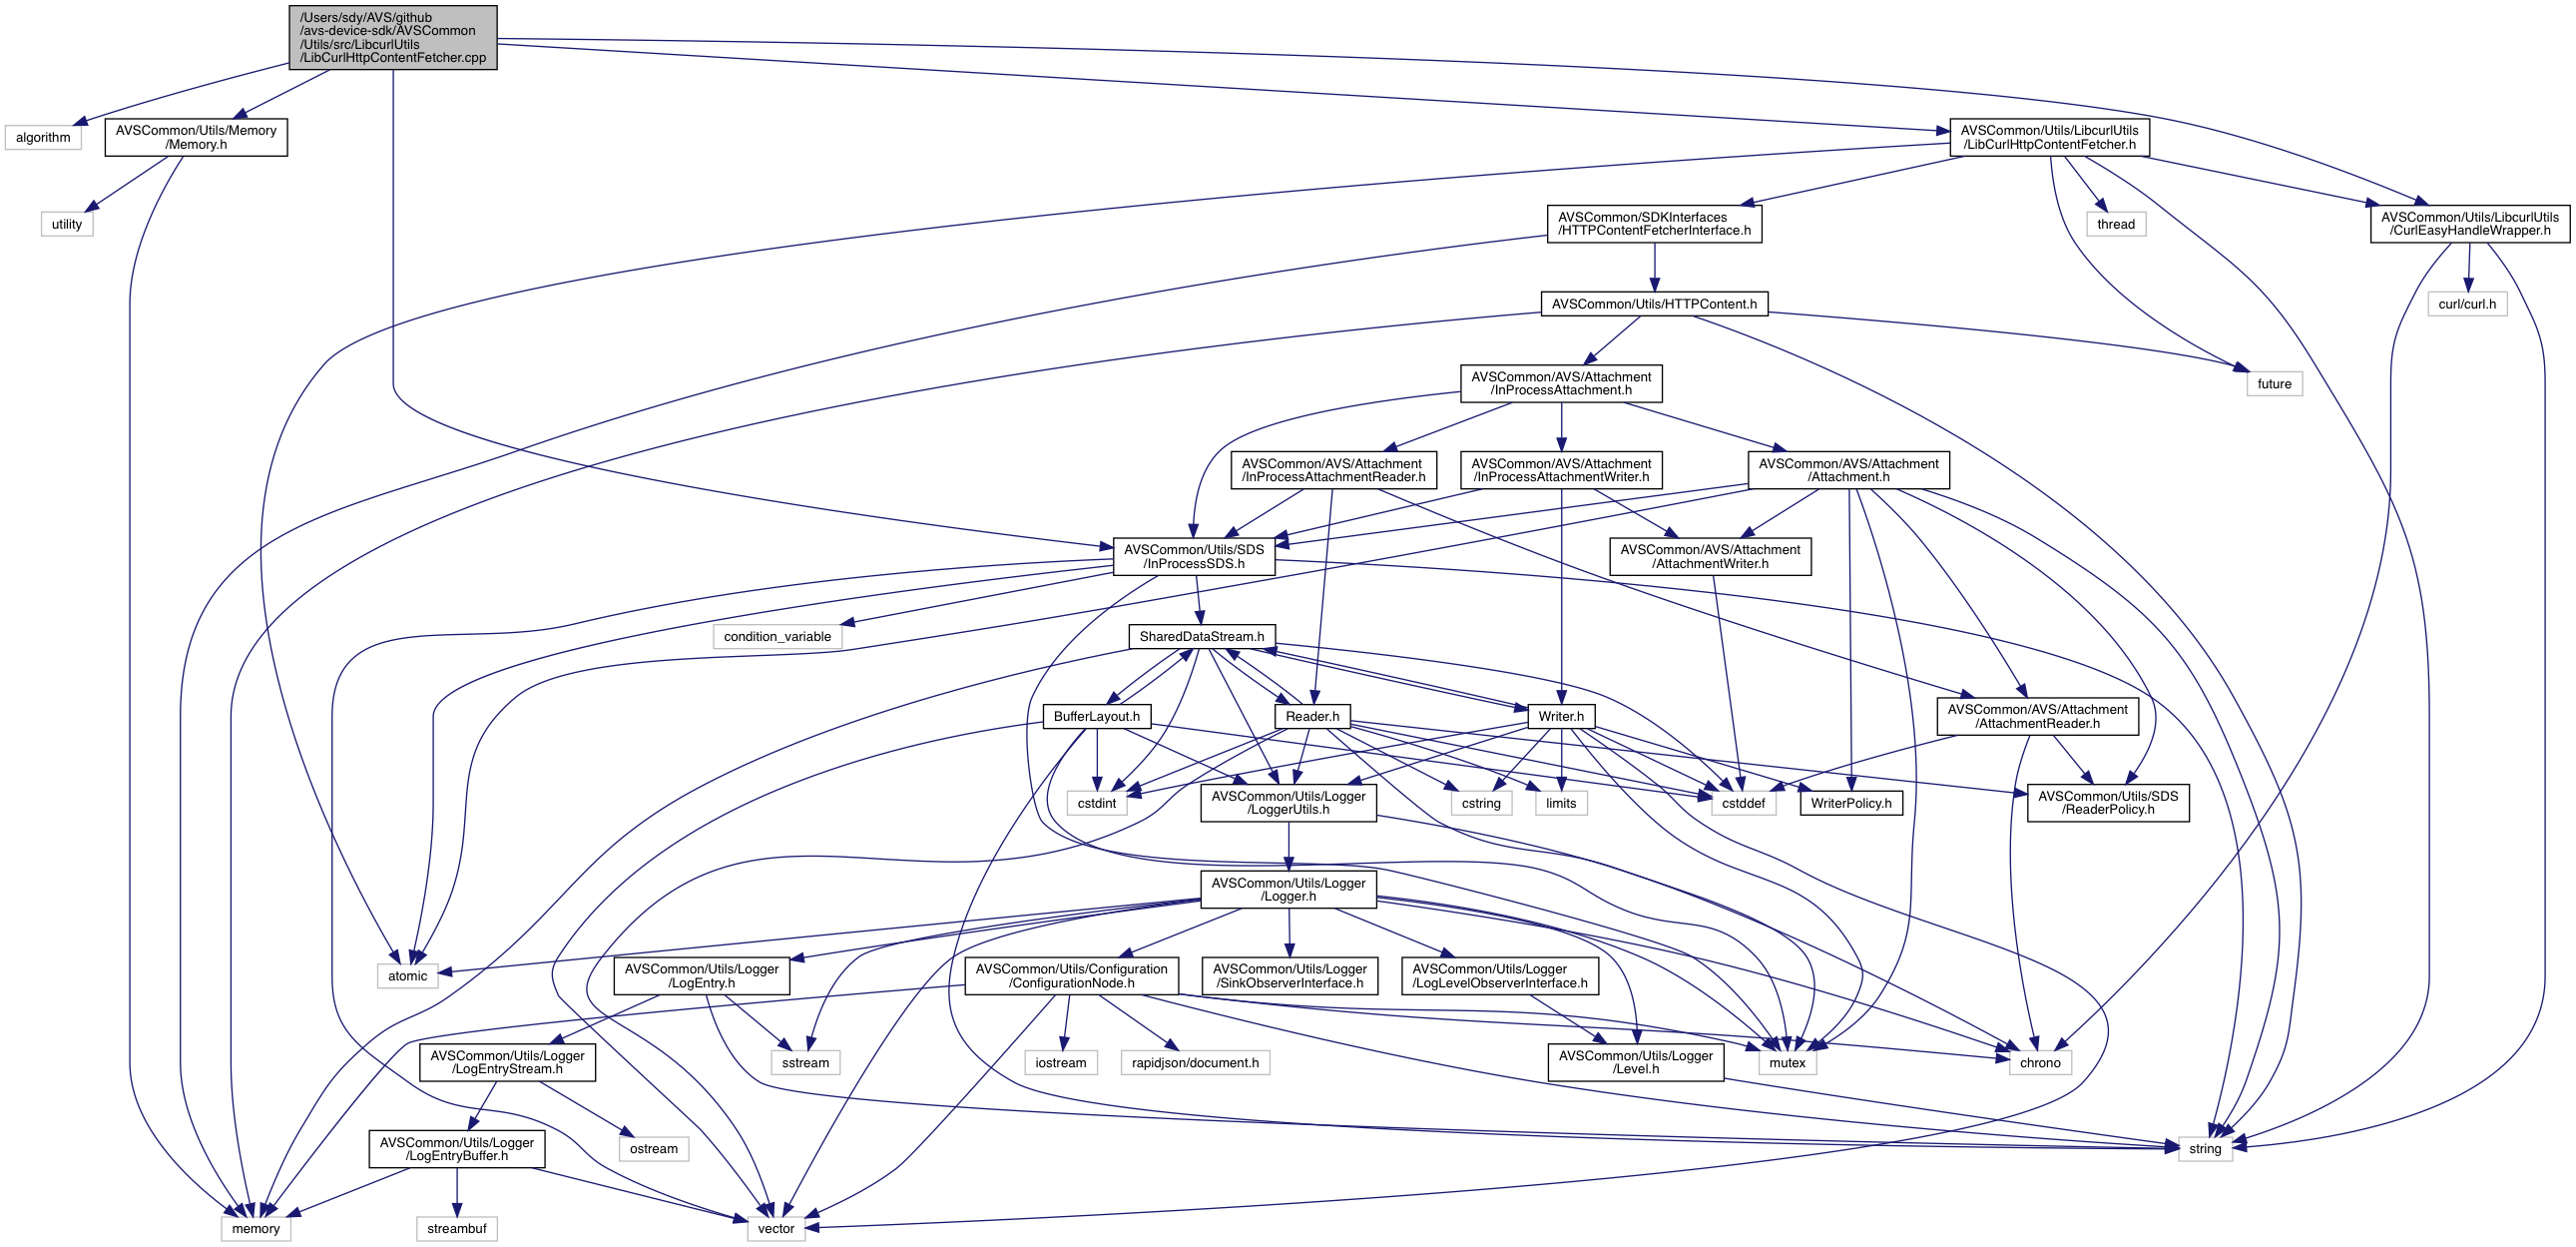 /Users/sdy/AVS/github
/avs-device-sdk/AVSCommon
/Utils/src/LibcurlUtils
/LibCurlHttpContentFetcher.cpp
algorithm
AVSCommon/Utils/Memory
/Memory.h
AVSCommon/Utils/LibcurlUtils
/LibCurlHttpContentFetcher.h
utility
AVSCommon/SDKInterfaces
/HTTPContentFetcherInterface.h
thread
AVSCommon/Utils/LibcurlUtils
/CurlEasyHandleWrapper.h
AVSCommon/Utils/HTTPContent.h
curl/curl.h
AVSCommon/AVS/Attachment
/InProcessAttachment.h
future
AVSCommon/AVS/Attachment
/InProcessAttachmentReader.h
AVSCommon/AVS/Attachment
/InProcessAttachmentWriter.h
AVSCommon/AVS/Attachment
/Attachment.h
AVSCommon/Utils/SDS
/InProcessSDS.h
AVSCommon/AVS/Attachment
/AttachmentWriter.h
condition_variable
SharedDataStream.h
BufferLayout.h
Reader.h
Writer.h
AVSCommon/AVS/Attachment
/AttachmentReader.h
cstdint
AVSCommon/Utils/Logger
/LoggerUtils.h
cstring
limits
cstddef
WriterPolicy.h
AVSCommon/Utils/SDS
/ReaderPolicy.h
AVSCommon/Utils/Logger
/Logger.h
atomic
AVSCommon/Utils/Logger
/LogEntry.h
AVSCommon/Utils/Configuration
/ConfigurationNode.h
AVSCommon/Utils/Logger
/SinkObserverInterface.h
AVSCommon/Utils/Logger
/LogLevelObserverInterface.h
AVSCommon/Utils/Logger
/LogEntryStream.h
sstream
iostream
rapidjson/document.h
AVSCommon/Utils/Logger
/Level.h
mutex
chrono
AVSCommon/Utils/Logger
/LogEntryBuffer.h
ostream
string
memory
streambuf
vector